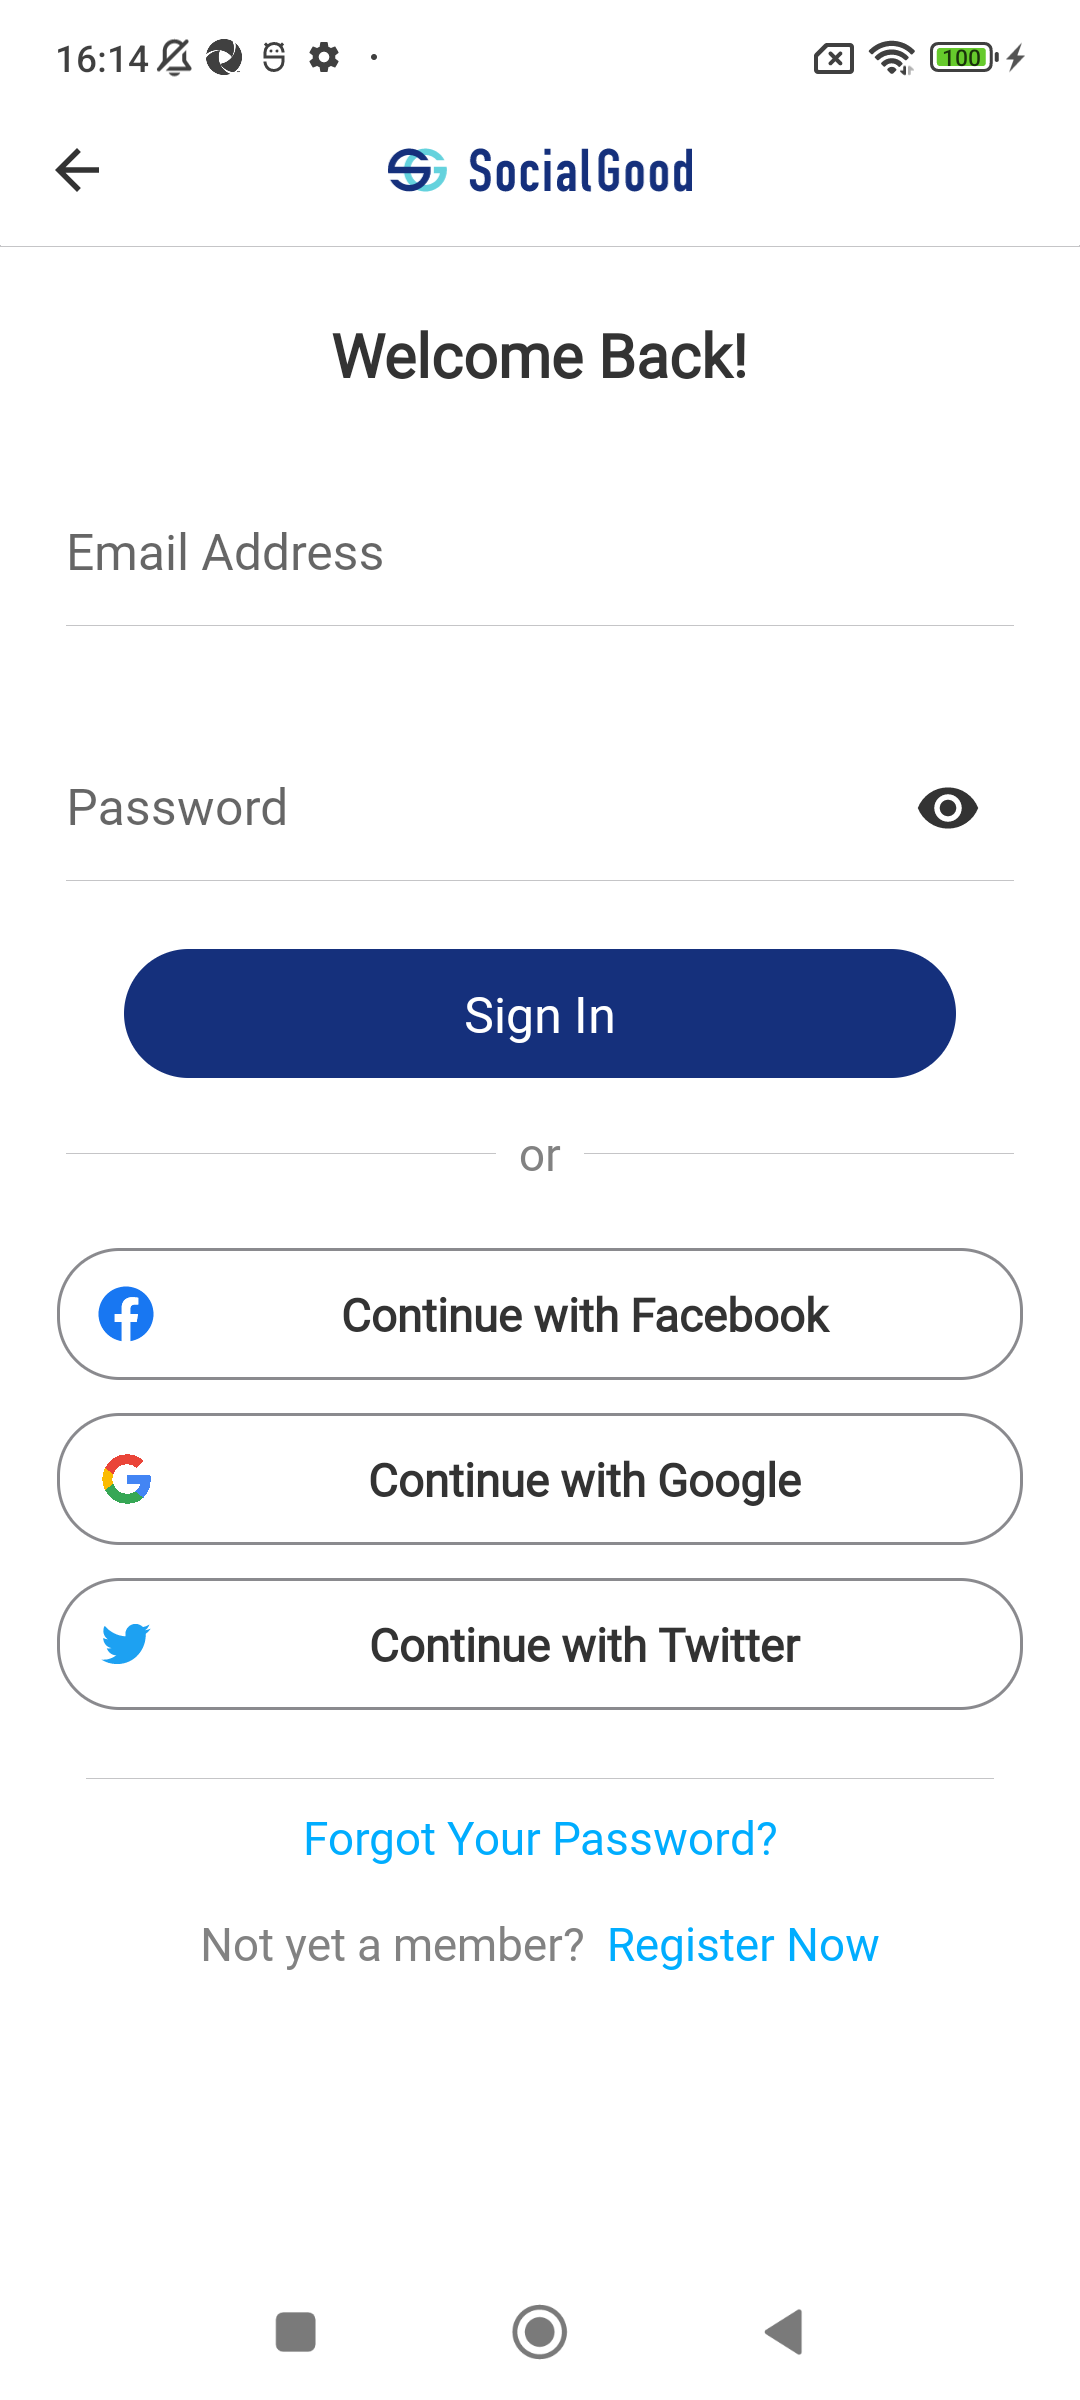 16:14
100
SocialGood
Welcome Back!
Email Address
Password
Sign In
or
Continue with Facebook
Continue with Google
Continue with Twitter
Forgot Your Password?
Not yet a member? Register Now